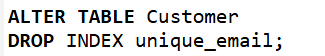 ALTER TABLE Customer
DROP INDEX unique_email;